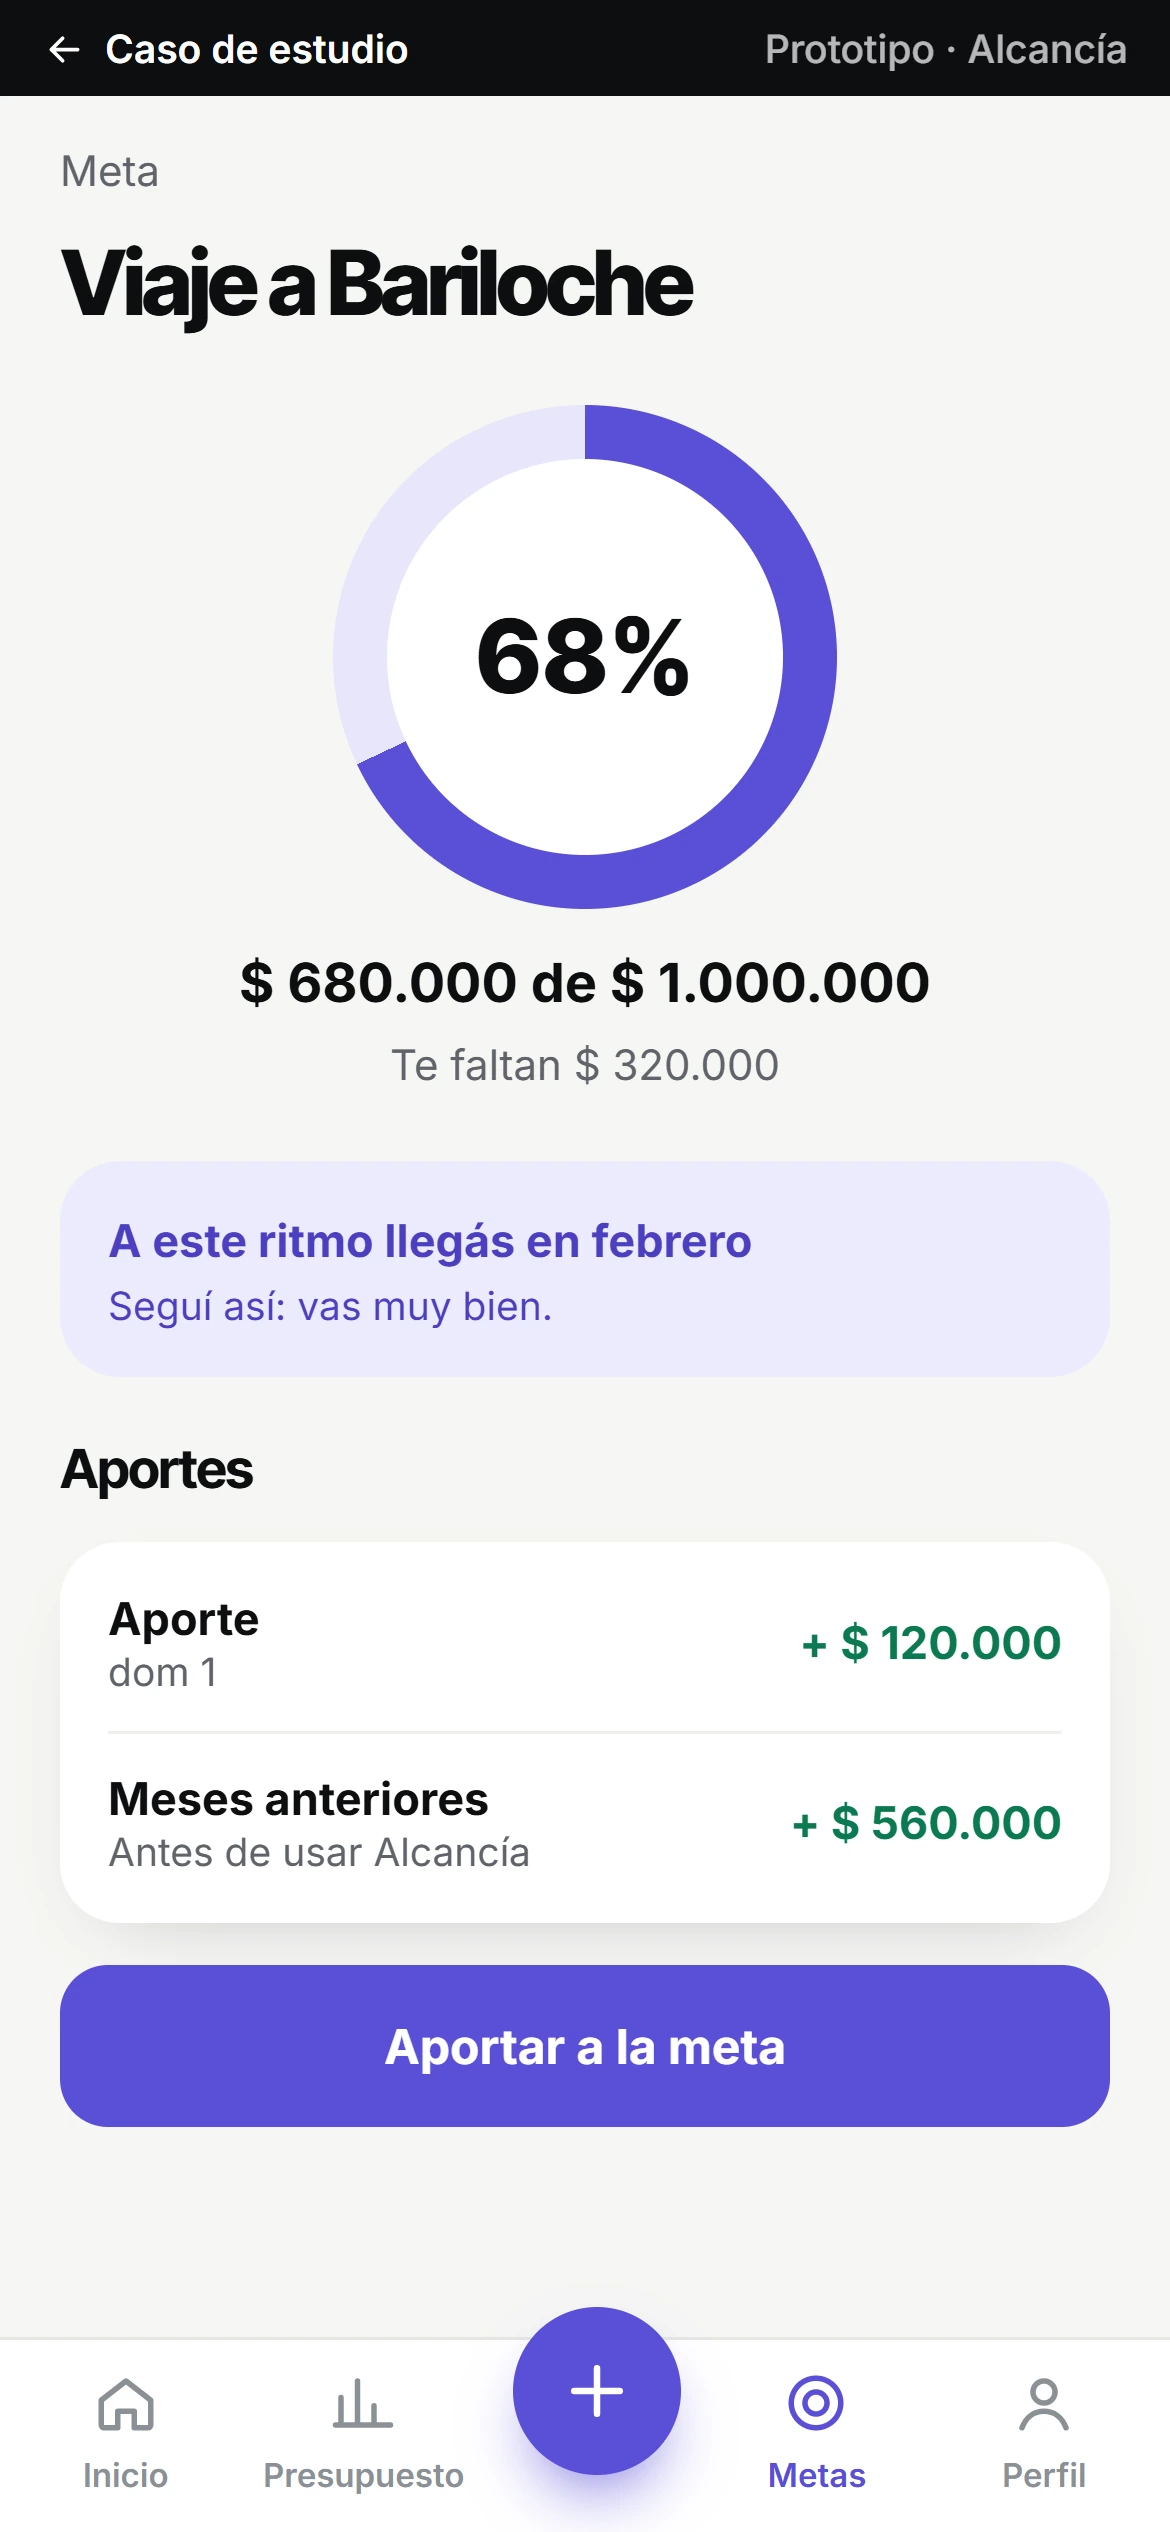 Caso de estudio
Prototipo · Alcancía
Meta
Viaje a Bariloche
68%
$ 680.000 de $ 1.000.000
Te faltan $ 320.000
A este ritmo llegás en febrero
Seguí así: vas muy bien.
Aportes
Aporte
dom 1
+ $ 120.000
Meses anteriores
Antes de usar Alcancía
+ $ 560.000
Aportar a la meta
Inicio
Presupuesto
Metas
Perfil